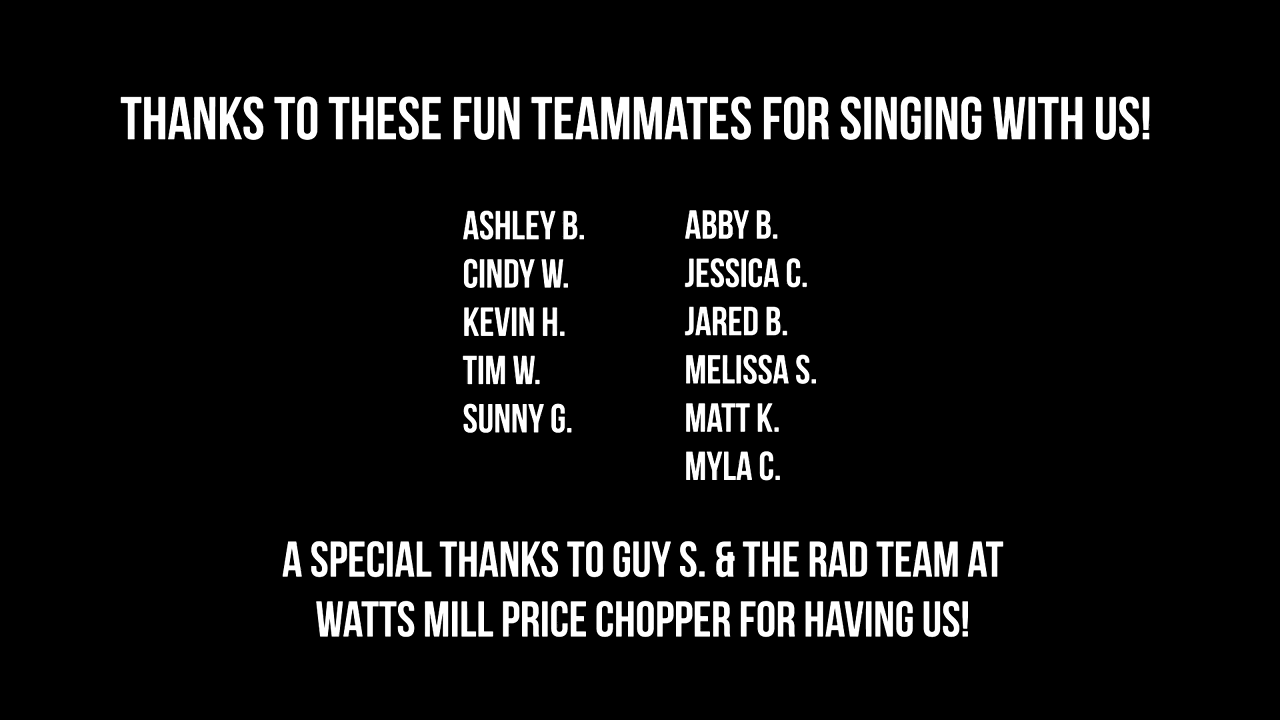 THANKS TO THESE FUN TEAMMATES FOR SINGING WITH US!
ASHLEY B.
CINDY W.
KEVIN H.
TIM W.
SUNNY G.
ABBY B.
JESSICA C.
JARED B.
MELISSA S.
MATT K.
MYLA C.
A SPECIAL THANKS TO GUY S. & THE RAD TEAM AT
WATTS MILL PRICE CHOPPER FOR HAVING US!